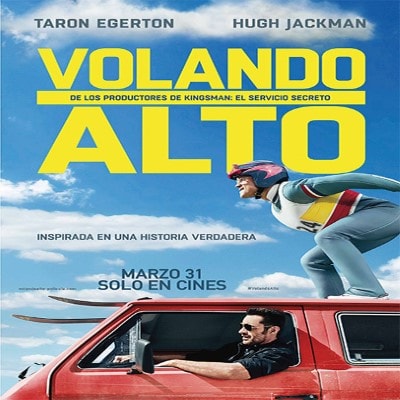 TARON EGERTON HUGH JACKMAN
VOLANDO
DE LOS PRODUCTORES DE KINGSMAN: EL SERVICIO SECRETO
ALTO
INSPIRADA EN UNA HISTORIA VERDADERA
MARZO 31
SOLO EN CINES
24